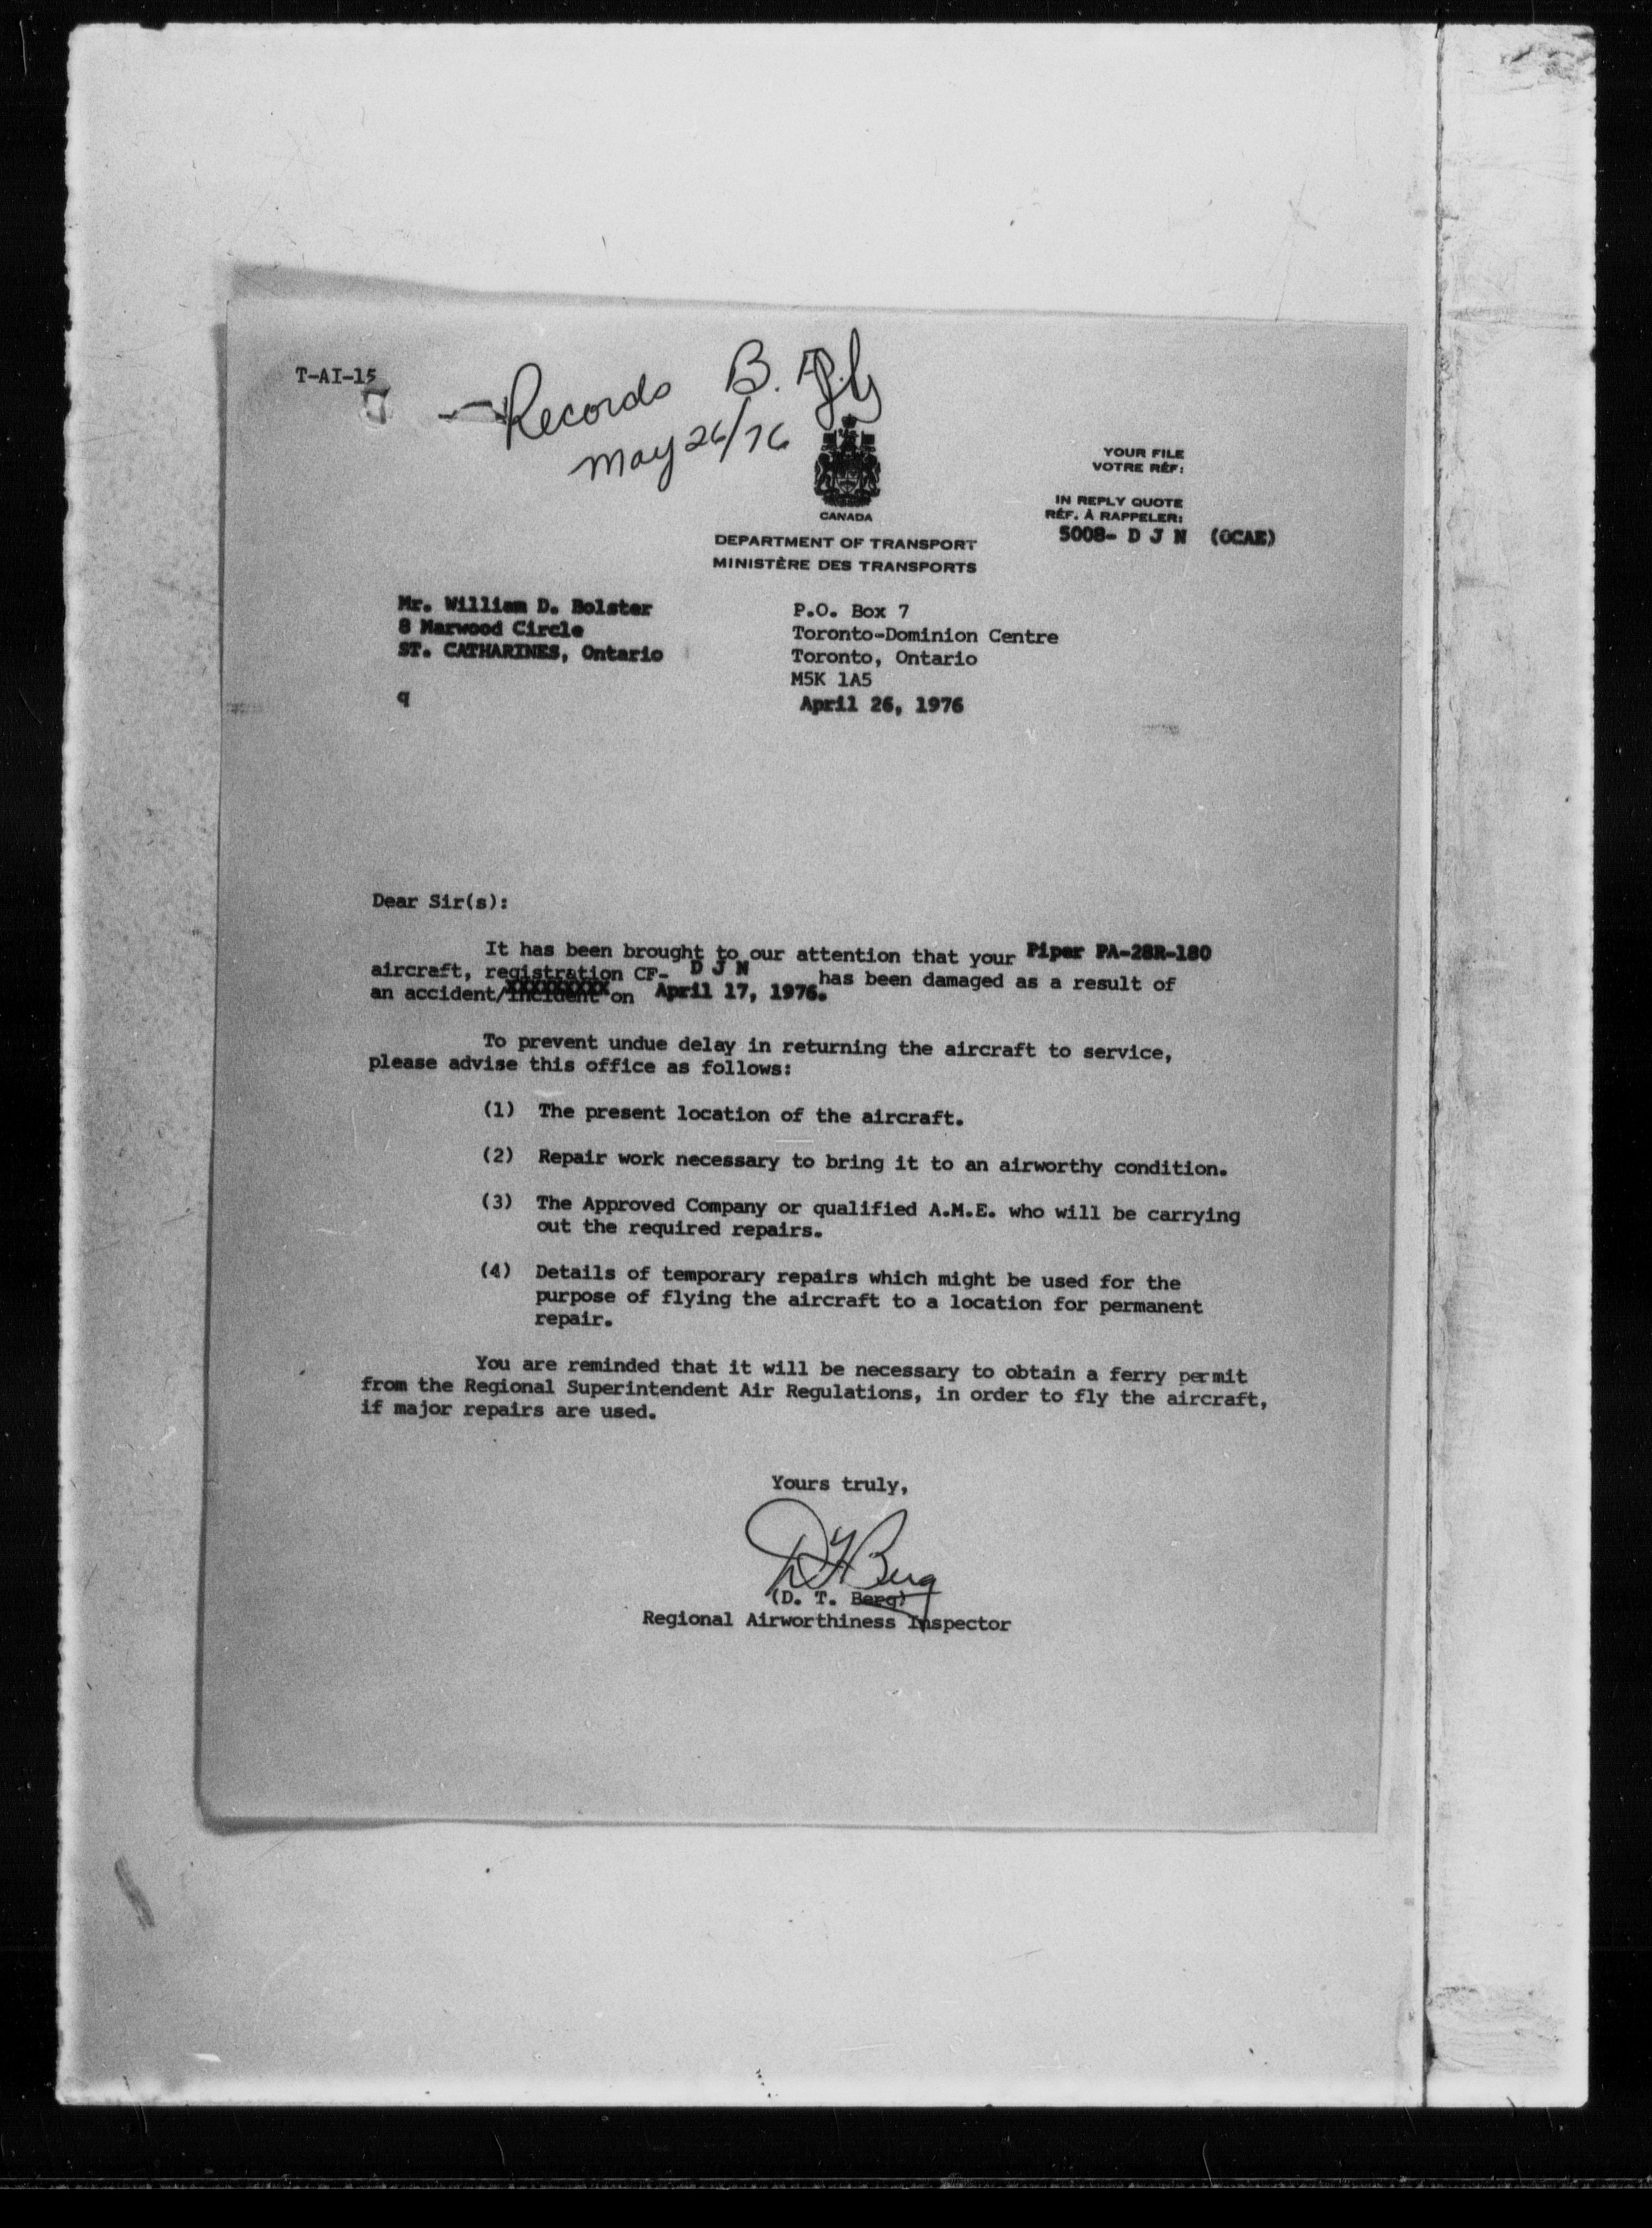 T-AI-15
Records B.
May 26/76
CANADA
DEPARTMENT OF TRANSPORT
MINISTÈRE DES TRANSPORTS
YOUR FILE
VOTRE RÉF:
IN REPLY QUOTE
RÉF. À RAPPELER:
5008- D J N (OCAE)
Mr. William D. Bolster
8 Marwood Circle
ST. CATHARINES, Ontario
q
P.O. Box 7
Toronto-Dominion Centre
Toronto, Ontario
M5K 1A5
April 26, 1976
Dear Sir(s):
It has been brought to our attention that your Piper PA-28R-180
aircraft, registration CF- D J N has been damaged as a result of
an accident/incident on April 17, 1976.
To prevent undue delay in returning the aircraft to service,
please advise this office as follows:
(1) The present location of the aircraft.
(2) Repair work necessary to bring it to an airworthy condition.
(3) The Approved Company or qualified A.M.E. who will be carrying
out the required repairs.
(4) Details of temporary repairs which might be used for the
purpose of flying the aircraft to a location for permanent
repair.
You are reminded that it will be necessary to obtain a ferry permit
from the Regional Superintendent Air Regulations, in order to fly the aircraft,
if major repairs are used.
Yours truly,
DTBerg
(D. T. Berg)
Regional Airworthiness Inspector